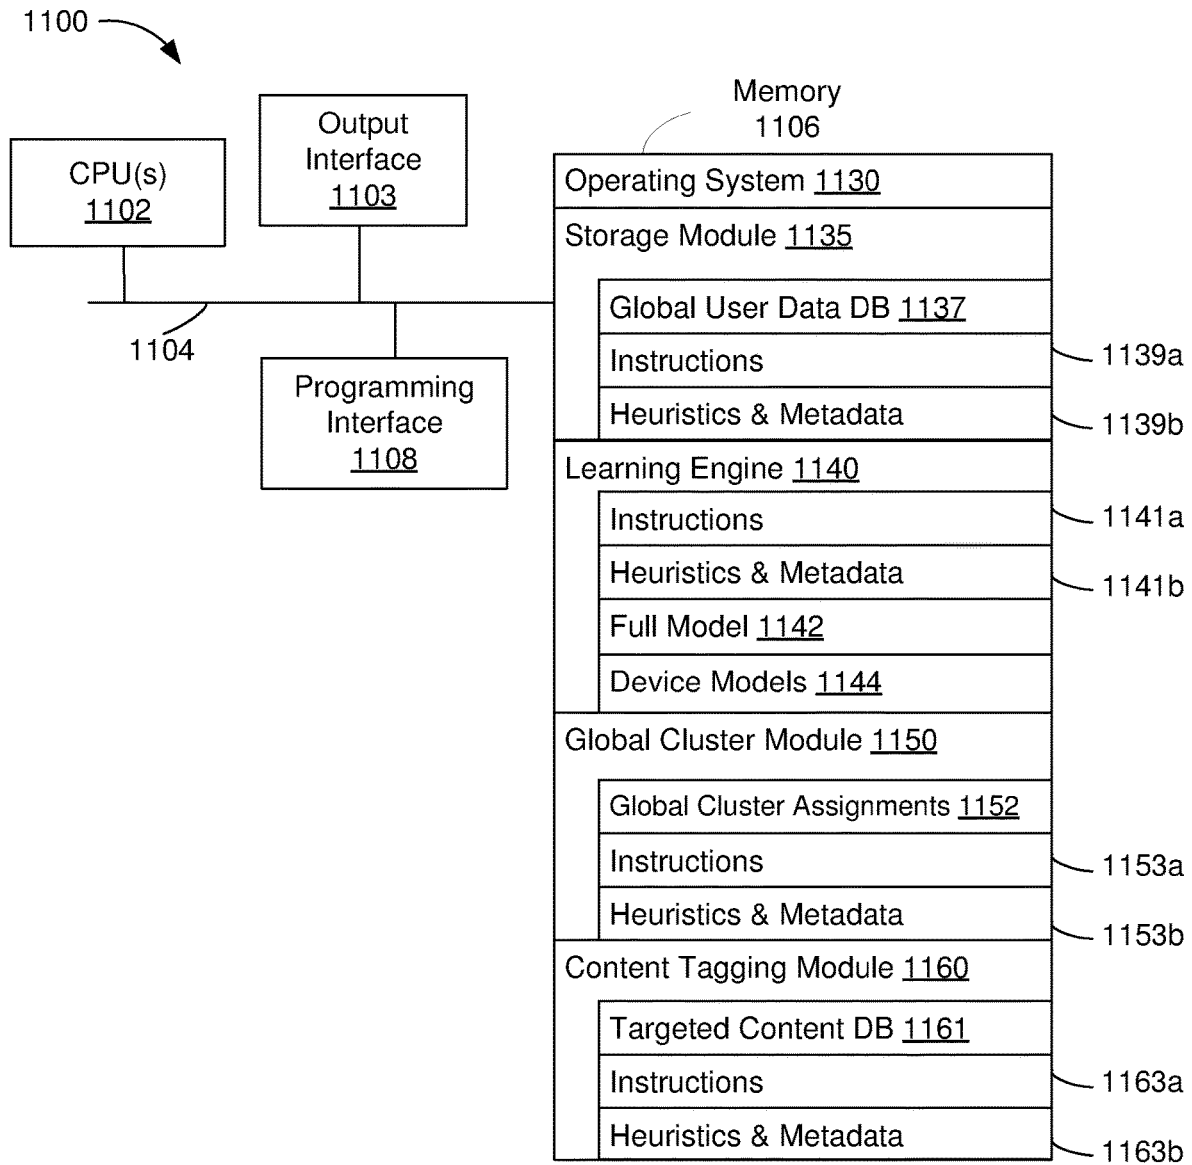 1100
Memory
1106
Output
Interface
1103
CPU(s)
1102
Operating System 1130
Storage Module 1135
Global User Data DB 1137
1104
Instructions
1139a
Programming
Interface
1108
Heuristics & Metadata
1139b
Learning Engine 1140
Instructions
1141a
Heuristics & Metadata
1141b
Full Model 1142
Device Models 1144
Global Cluster Module 1150
Global Cluster Assignments 1152
Instructions
1153a
Heuristics & Metadata
1153b
Content Tagging Module 1160
Targeted Content DB 1161
Instructions
1163a
Heuristics & Metadata
1163b